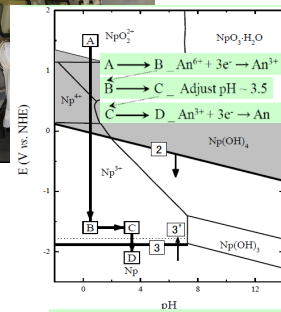 2
NpO₂²⁺
NpO₃·H₂O
A
A → B _ An⁶⁺ + 3e⁻ → An³⁺
B → C _ Adjust pH ~ 3.5
C → D _ An³⁺ + 3e⁻ → An
1
Np⁴⁺
0
Np(OH)₄
2
Np³⁺
-1
B
C
3'
3
Np(OH)₃
D
-2
Np
E (V vs. NHE)
0
4
8
12
pH